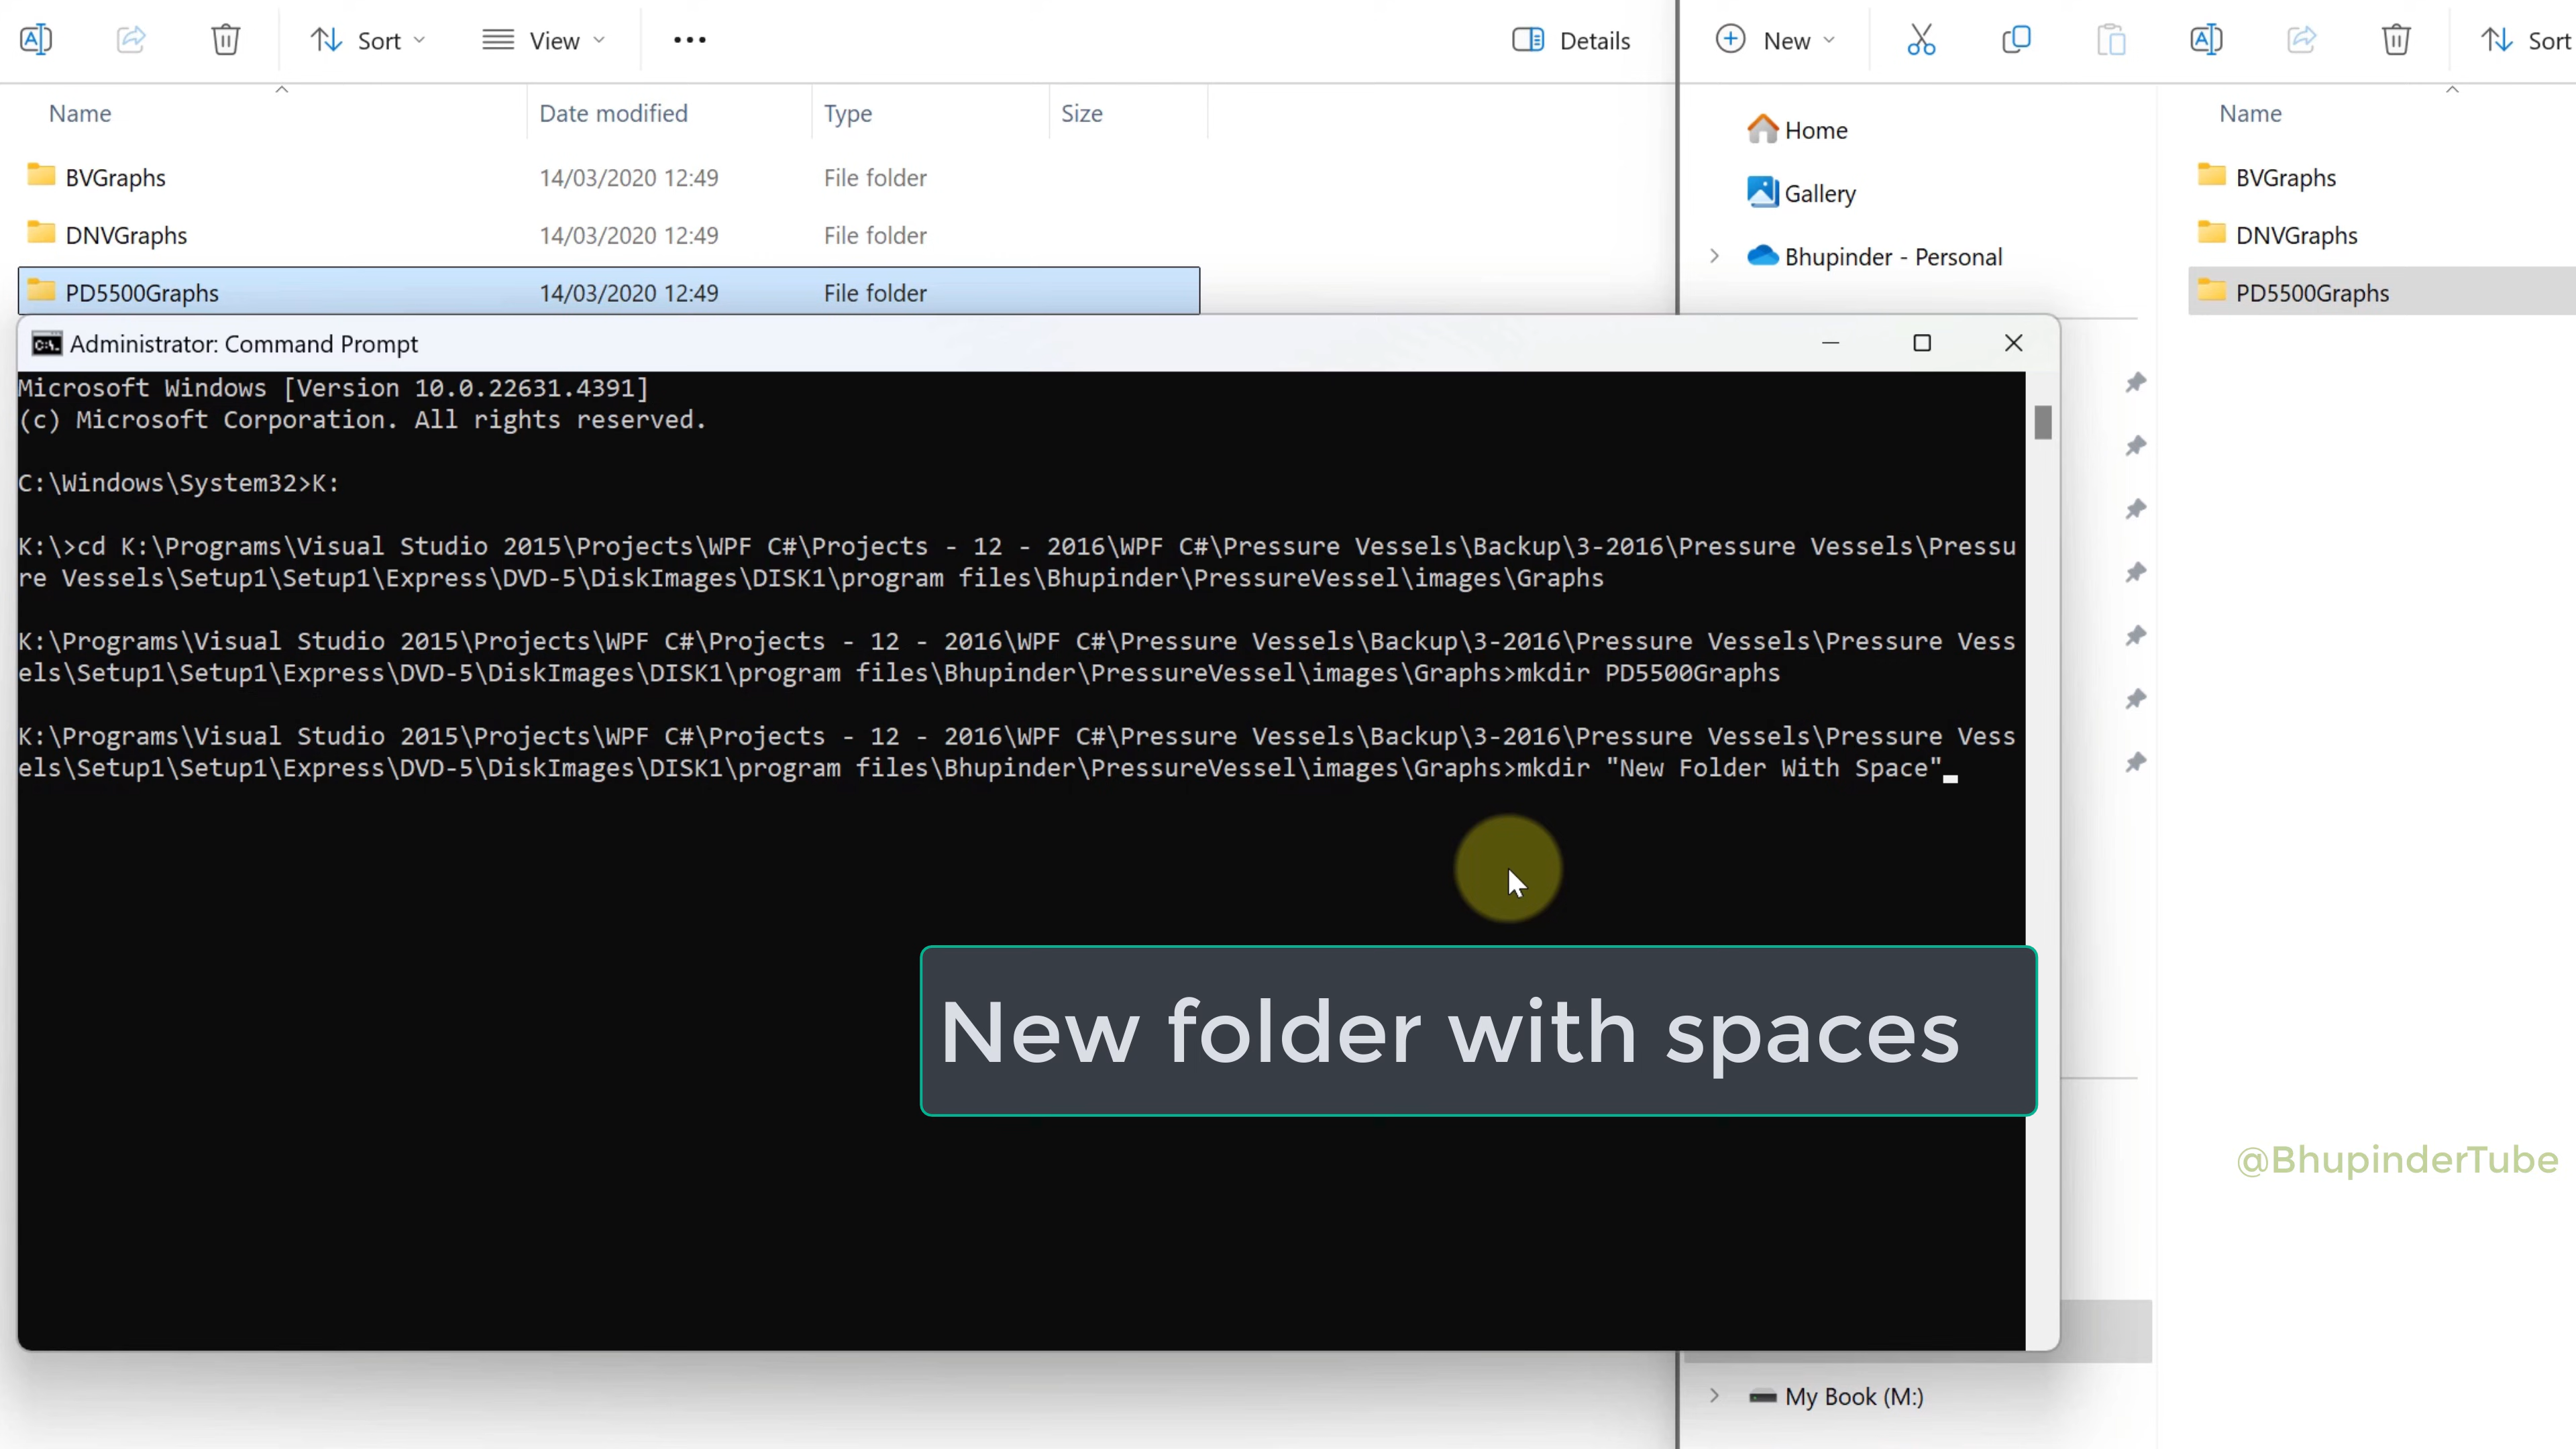 Sort
View
Details
New
Sort
Name
Date modified
Type
Size
BVGraphs
14/03/2020 12:49
File folder
DNVGraphs
14/03/2020 12:49
File folder
PD5500Graphs
14/03/2020 12:49
File folder
Home
Gallery
Bhupinder - Personal
Name
BVGraphs
DNVGraphs
PD5500Graphs
Administrator: Command Prompt
Microsoft Windows [Version 10.0.22631.4391]
(c) Microsoft Corporation. All rights reserved.
C:\Windows\System32>K:
K:\>cd K:\Programs\Visual Studio 2015\Projects\WPF C#\Projects - 12 - 2016\WPF C#\Pressure Vessels\Backup\3-2016\Pressure Vessels\Pressu
re Vessels\Setup1\Setup1\Express\DVD-5\DiskImages\DISK1\program files\Bhupinder\PressureVessel\images\Graphs
K:\Programs\Visual Studio 2015\Projects\WPF C#\Projects - 12 - 2016\WPF C#\Pressure Vessels\Backup\3-2016\Pressure Vessels\Pressure Vess
els\Setup1\Setup1\Express\DVD-5\DiskImages\DISK1\program files\Bhupinder\PressureVessel\images\Graphs>mkdir PD5500Graphs
K:\Programs\Visual Studio 2015\Projects\WPF C#\Projects - 12 - 2016\WPF C#\Pressure Vessels\Backup\3-2016\Pressure Vessels\Pressure Vess
els\Setup1\Setup1\Express\DVD-5\DiskImages\DISK1\program files\Bhupinder\PressureVessel\images\Graphs>mkdir "New Folder With Space"
New folder with spaces
@BhupinderTube
My Book (M:)